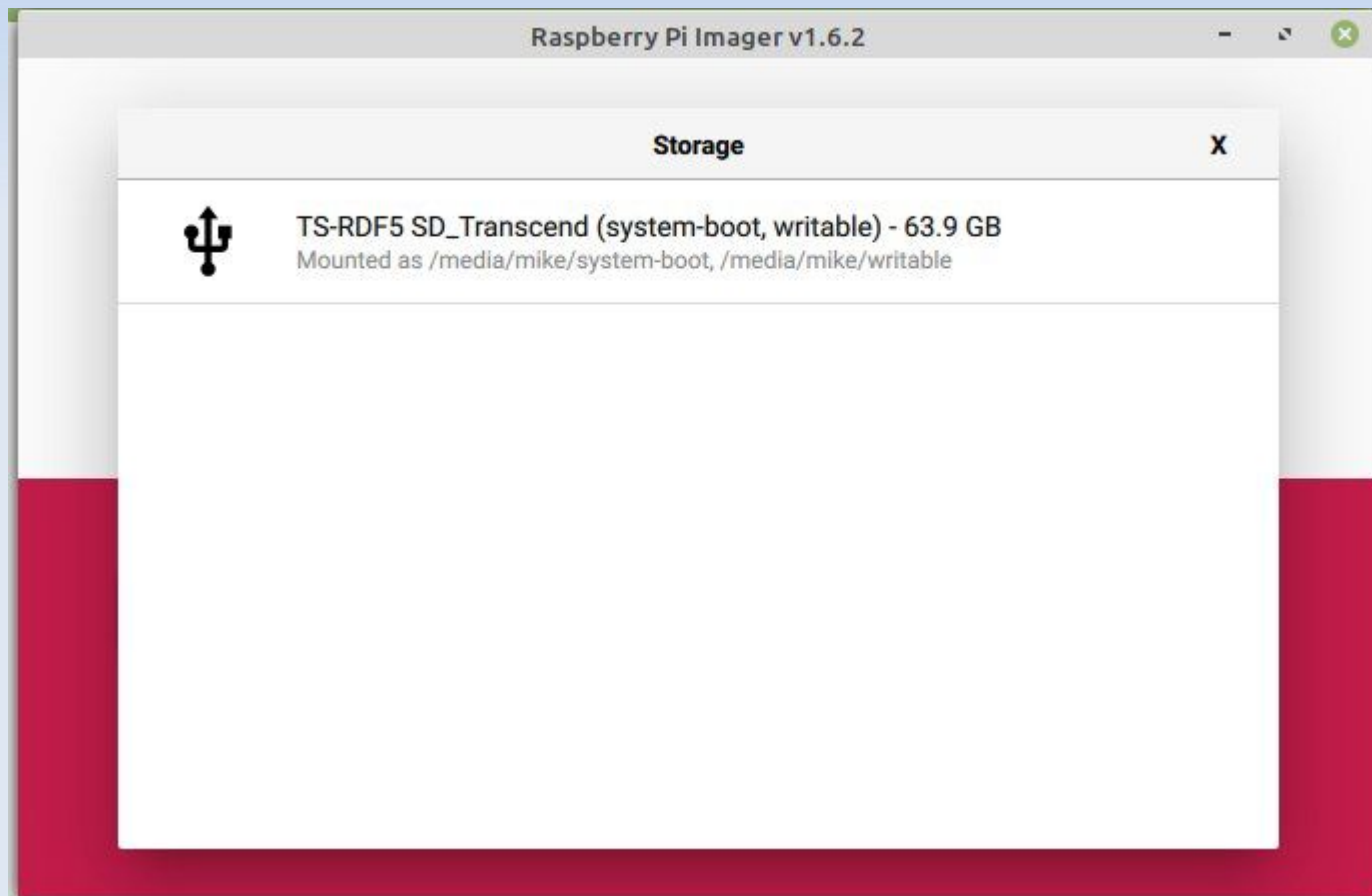 Raspberry Pi Imager v1.6.2
Storage X
TS-RDF5 SD_Transcend (system-boot, writable) - 63.9 GB
Mounted as /media/mike/system-boot, /media/mike/writable